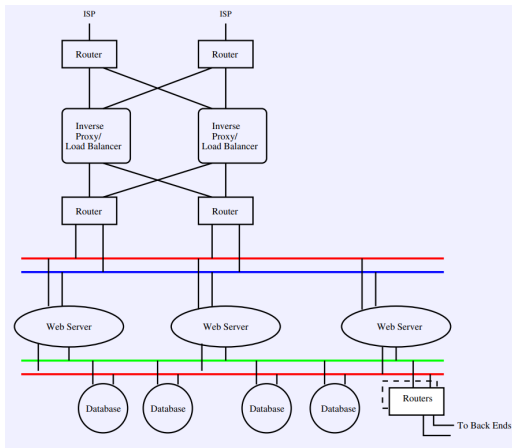 ISP
ISP
Router
Router
Inverse
Proxy/
Load Balancer
Inverse
Proxy/
Load Balancer
Router
Router
Web Server
Web Server
Web Server
Database
Database
Database
Database
Routers
To Back Ends